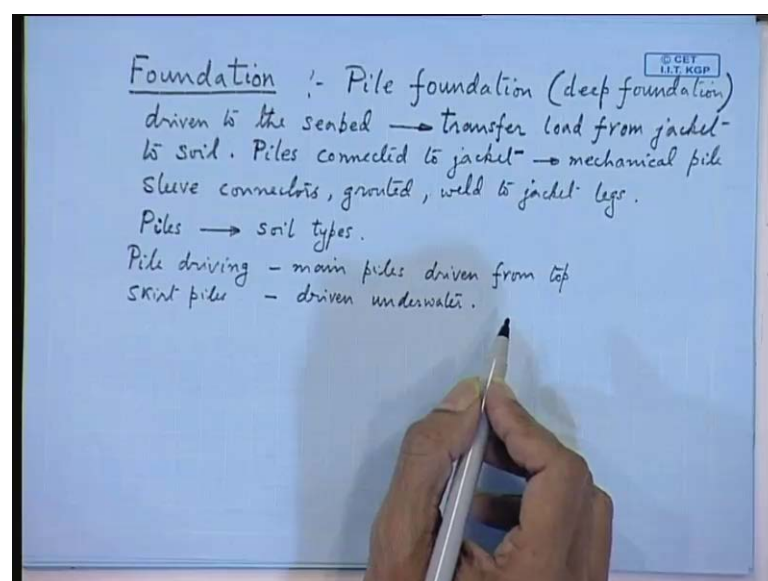 © CET
I.I.T. KGP
Foundation :- Pile foundation (deep foundation)
driven to the seabed → transfer load from jacket
to soil. Piles connected to jacket → mechanical pile
sleeve connectors, grouted, weld to jacket legs.
Piles → soil types.
Pile driving - main piles driven from top
Skirt piles - driven underwater.